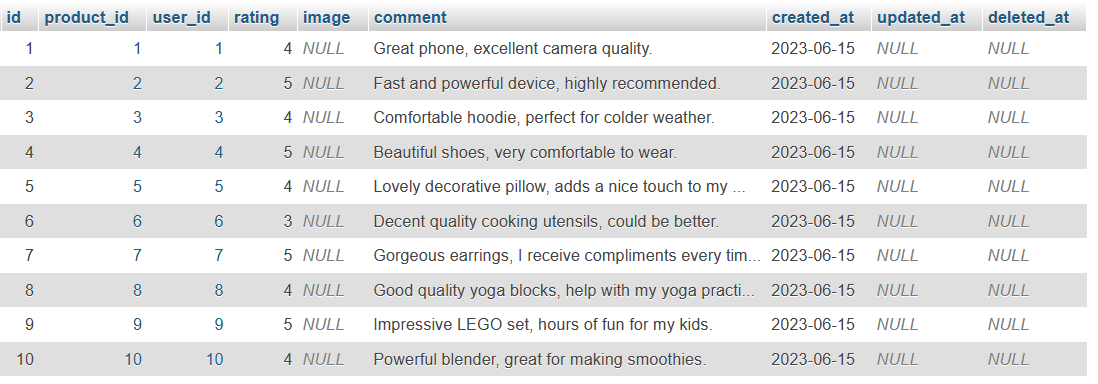 id product_id user_id rating image comment created_at updated_at deleted_at
1 1 1 4 NULL Great phone, excellent camera quality. 2023-06-15 NULL NULL
2 2 2 5 NULL Fast and powerful device, highly recommended. 2023-06-15 NULL NULL
3 3 3 4 NULL Comfortable hoodie, perfect for colder weather. 2023-06-15 NULL NULL
4 4 4 5 NULL Beautiful shoes, very comfortable to wear. 2023-06-15 NULL NULL
5 5 5 4 NULL Lovely decorative pillow, adds a nice touch to my ... 2023-06-15 NULL NULL
6 6 6 3 NULL Decent quality cooking utensils, could be better. 2023-06-15 NULL NULL
7 7 7 5 NULL Gorgeous earrings, I receive compliments every tim... 2023-06-15 NULL NULL
8 8 8 4 NULL Good quality yoga blocks, help with my yoga practi... 2023-06-15 NULL NULL
9 9 9 5 NULL Impressive LEGO set, hours of fun for my kids. 2023-06-15 NULL NULL
10 10 10 4 NULL Powerful blender, great for making smoothies. 2023-06-15 NULL NULL